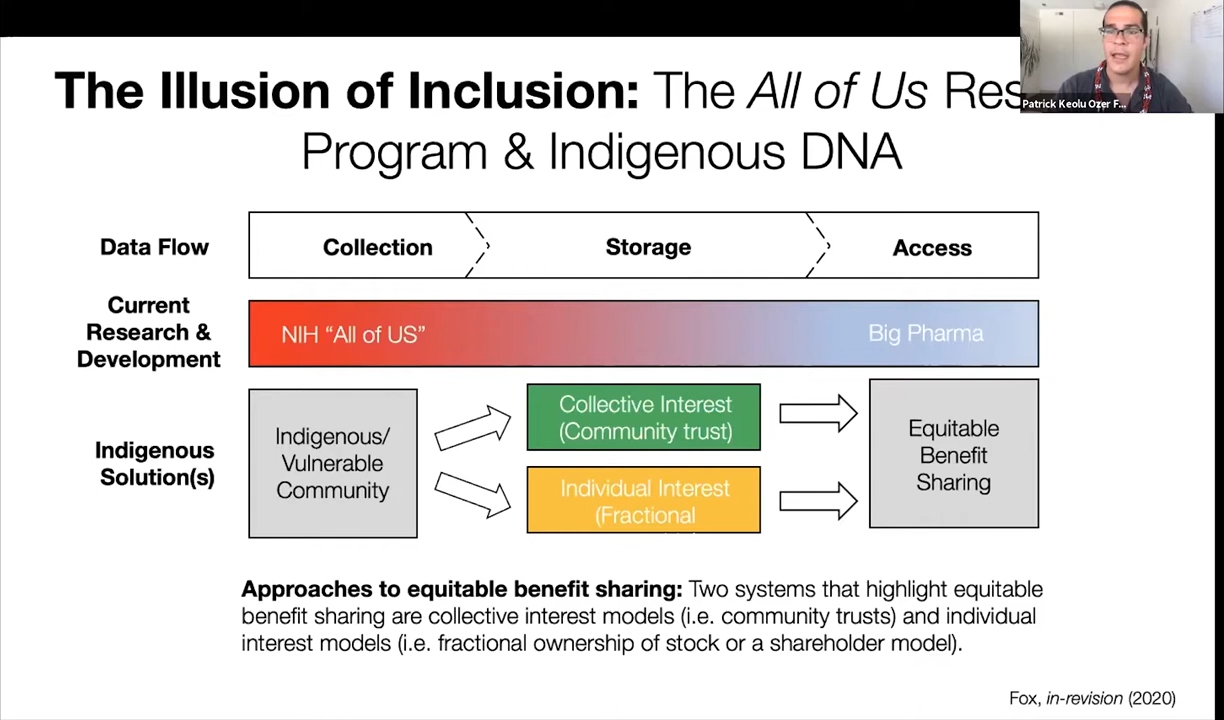 The Illusion of Inclusion: The All of Us Res
Program & Indigenous DNA
Patrick Keolu Ozer F...
Data Flow
Collection
Storage
Access
Current
Research &
Development
NIH “All of US”
Big Pharma
Indigenous
Solution(s)
Indigenous/
Vulnerable
Community
Collective Interest
(Community trust)
Individual Interest
(Fractional
Equitable
Benefit
Sharing
Approaches to equitable benefit sharing: Two systems that highlight equitable
benefit sharing are collective interest models (i.e. community trusts) and individual
interest models (i.e. fractional ownership of stock or a shareholder model).
Fox, in-revision (2020)